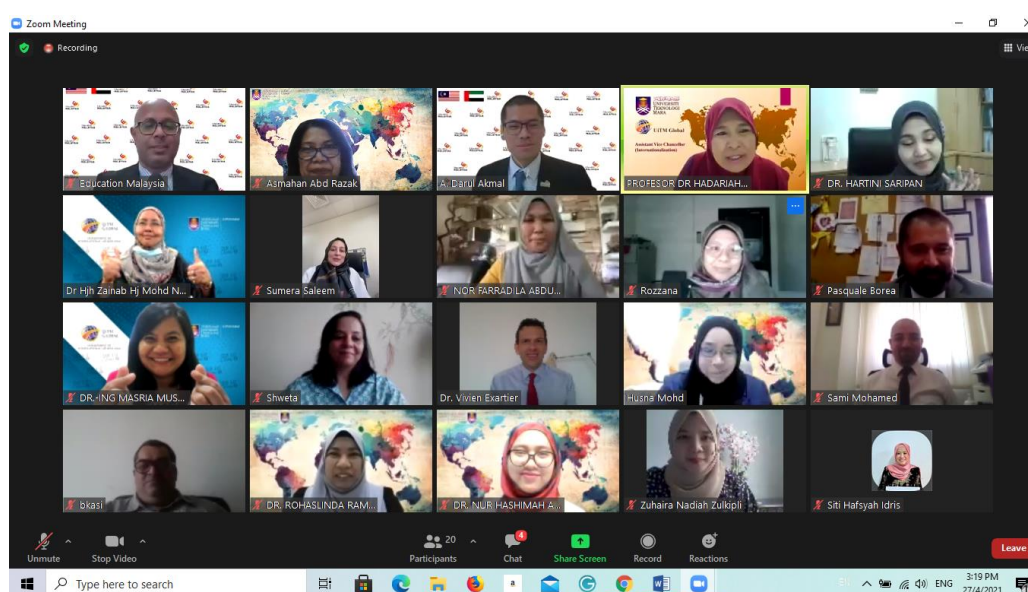 Zoom Meeting
Recording
Vie
Education Malaysia
Asmahan Abd Razak
A. Darul Akmal
UNIVERSITI
TEKNOLOGI
MARA
UiTM Global
Assistant Vice Chancellor
(Internationalisation)
PROFESOR DR HADARIAH...
DR. HARTINI SARIPAN
Dr Hjh Zainab Hj Mohd N...
Sumera Saleem
NOR FARRADILA ABDU...
Rozzana
Pasquale Borea
DR.-ING MASRIA MUS...
Shweta
Dr. Vivien Exartier
Husna Mohd
Sami Mohamed
bkasi
DR. ROHASLINDA RAM...
DR. NUR HASHIMAH A...
Zuhaira Nadiah Zulkipli
Siti Hafsyah Idris
Unmute
Stop Video
20
Participants
4
Chat
Share Screen
Record
Reactions
Leave
Type here to search
ENG
3:19 PM
27/4/2021